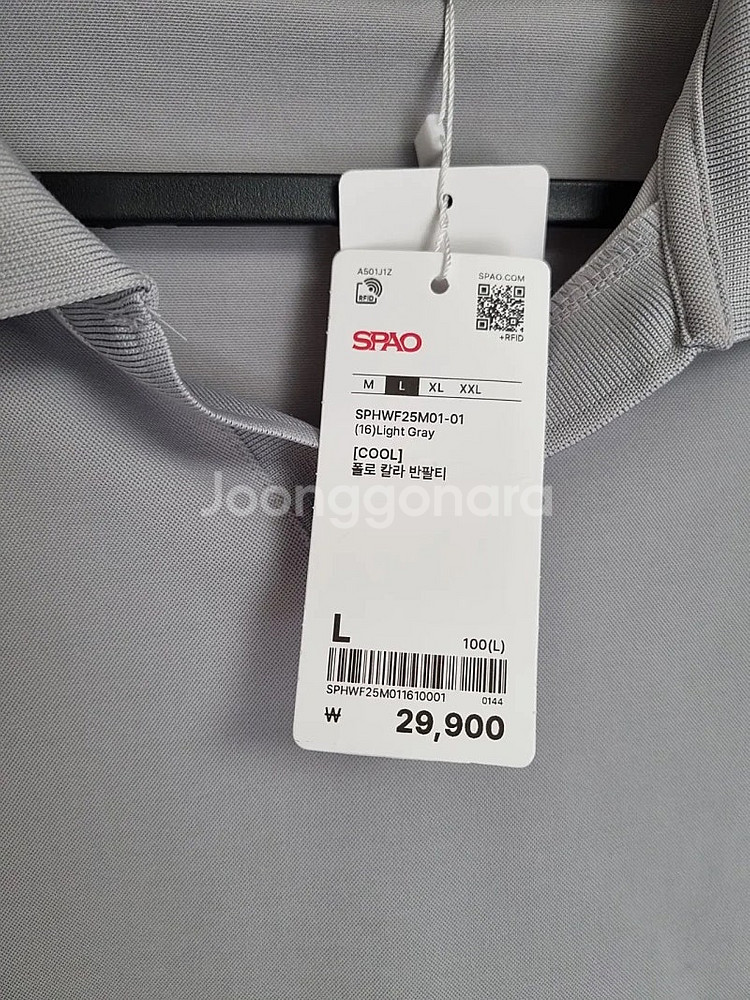 A501J1Z
SPAO.COM
RFID
+RFID
SPAO
M L XL XXL
SPHWF25M01-01
(16)Light Gray
[COOL]
폴로 칼라 반팔티
Joonggonara
L
100(L)
SPHWF25M011610001
0144
₩ 29,900